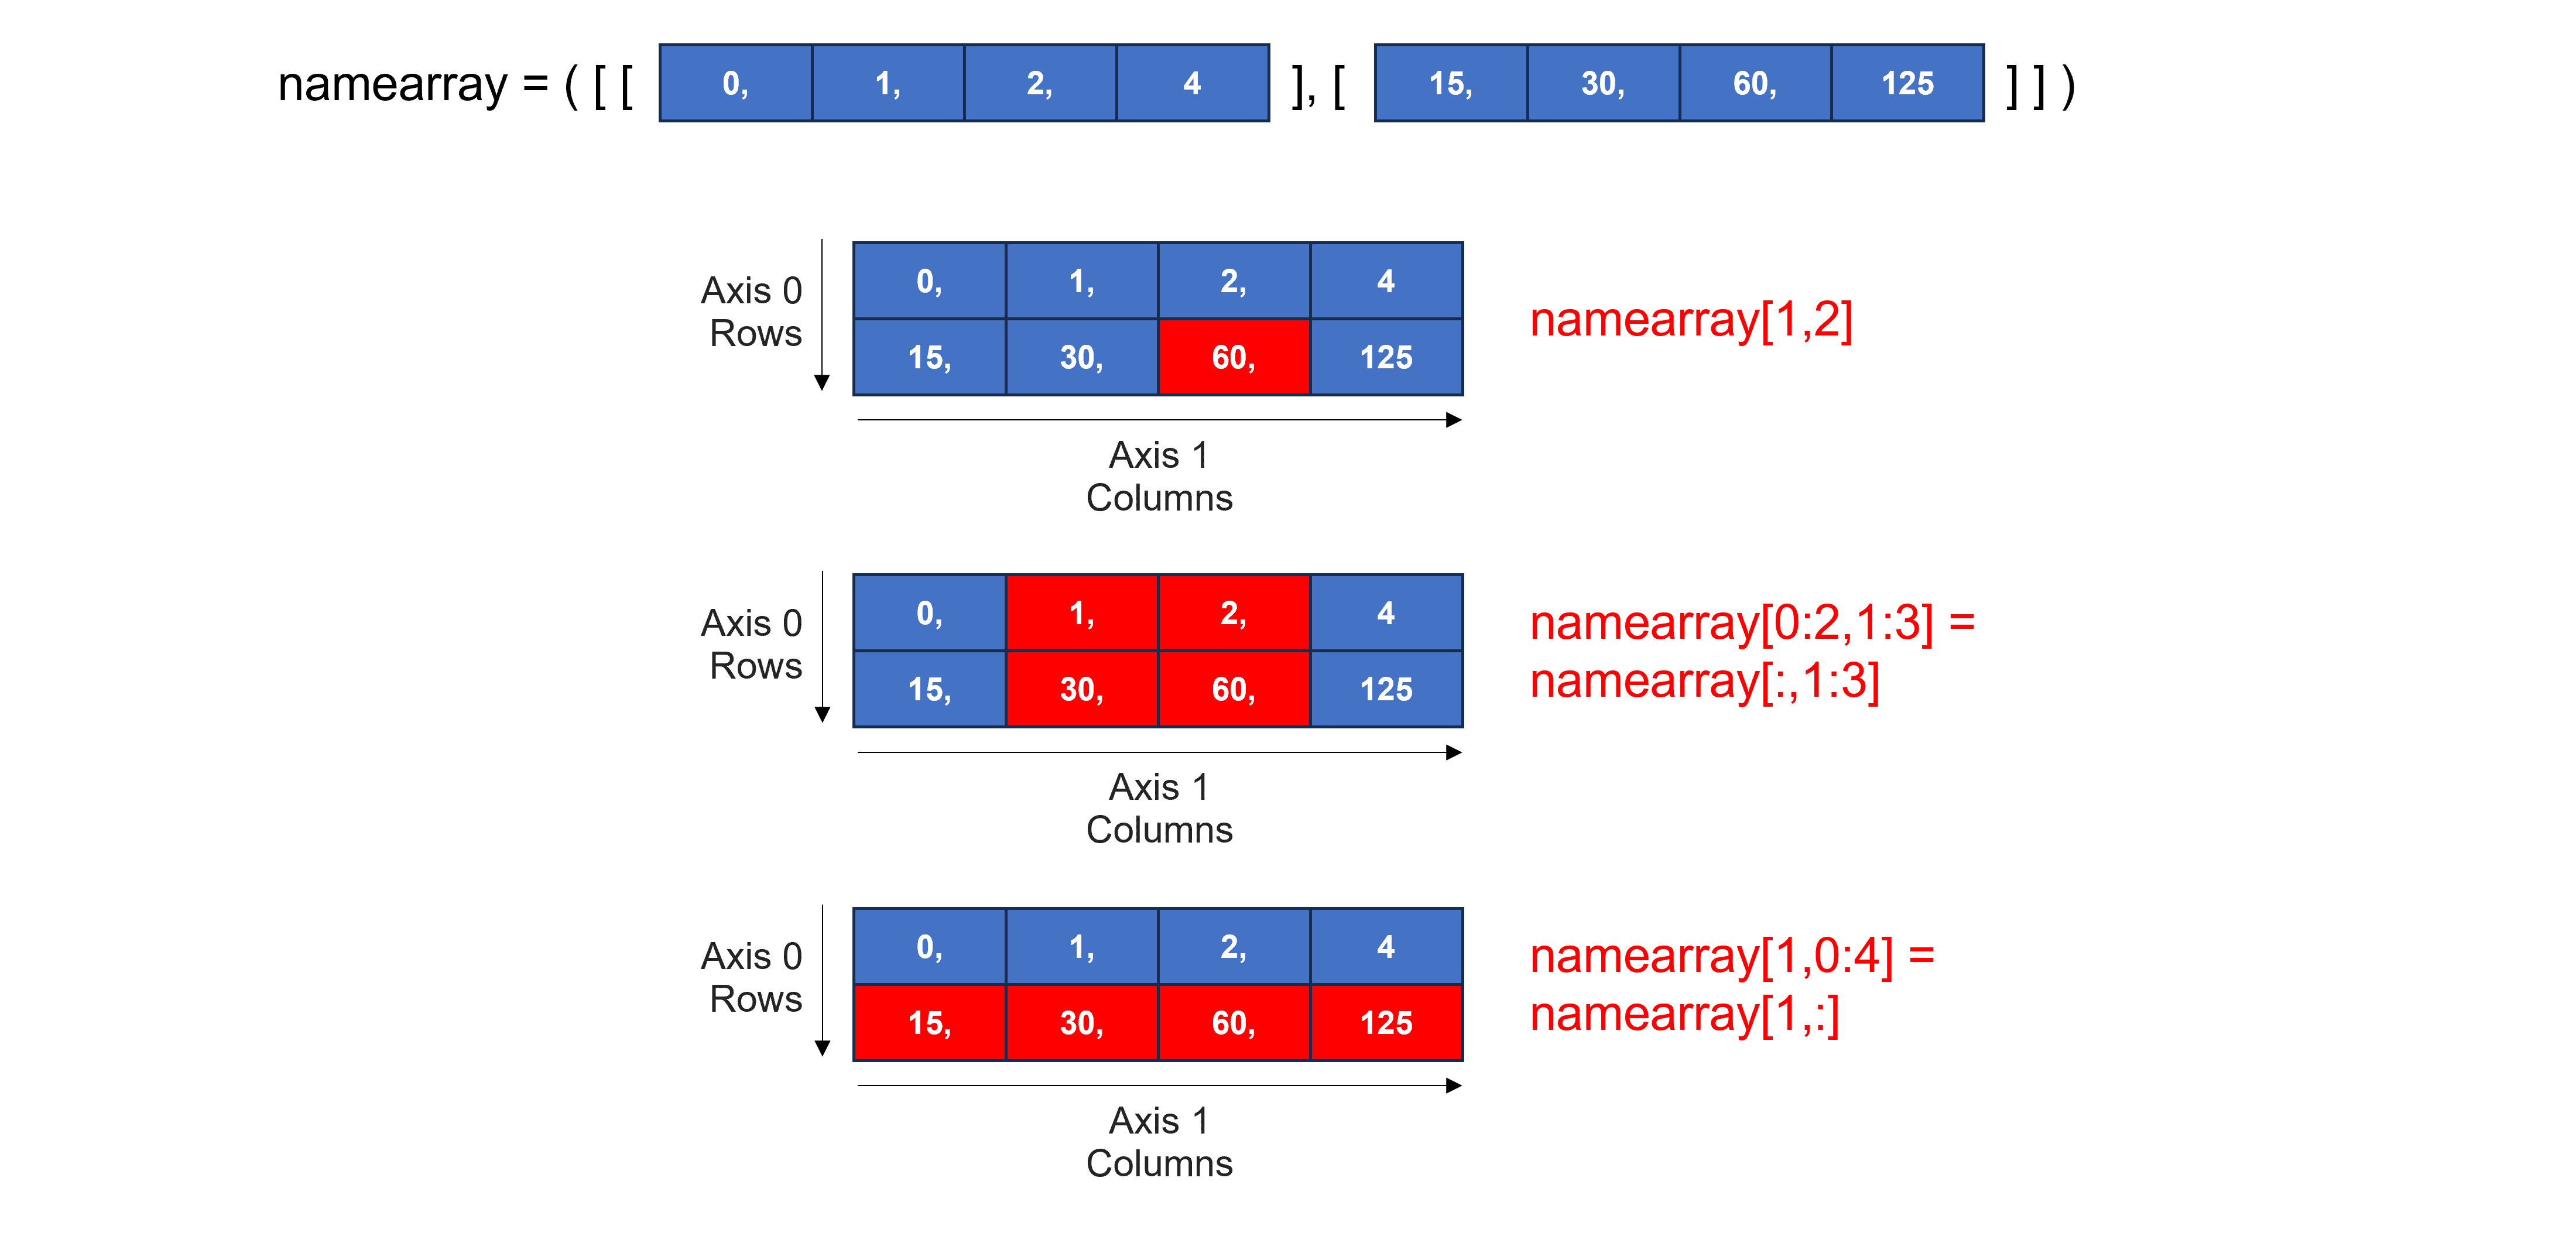 namearray = ( [ [ 0, 1, 2, 4 ], [ 15, 30, 60, 125 ] ] )
Axis 0
Rows
0, 1, 2, 4
15, 30, 60, 125
Axis 1
Columns
namearray[1,2]
Axis 0
Rows
0, 1, 2, 4
15, 30, 60, 125
Axis 1
Columns
namearray[0:2,1:3] =
namearray[:,1:3]
Axis 0
Rows
0, 1, 2, 4
15, 30, 60, 125
Axis 1
Columns
namearray[1,0:4] =
namearray[1,:]